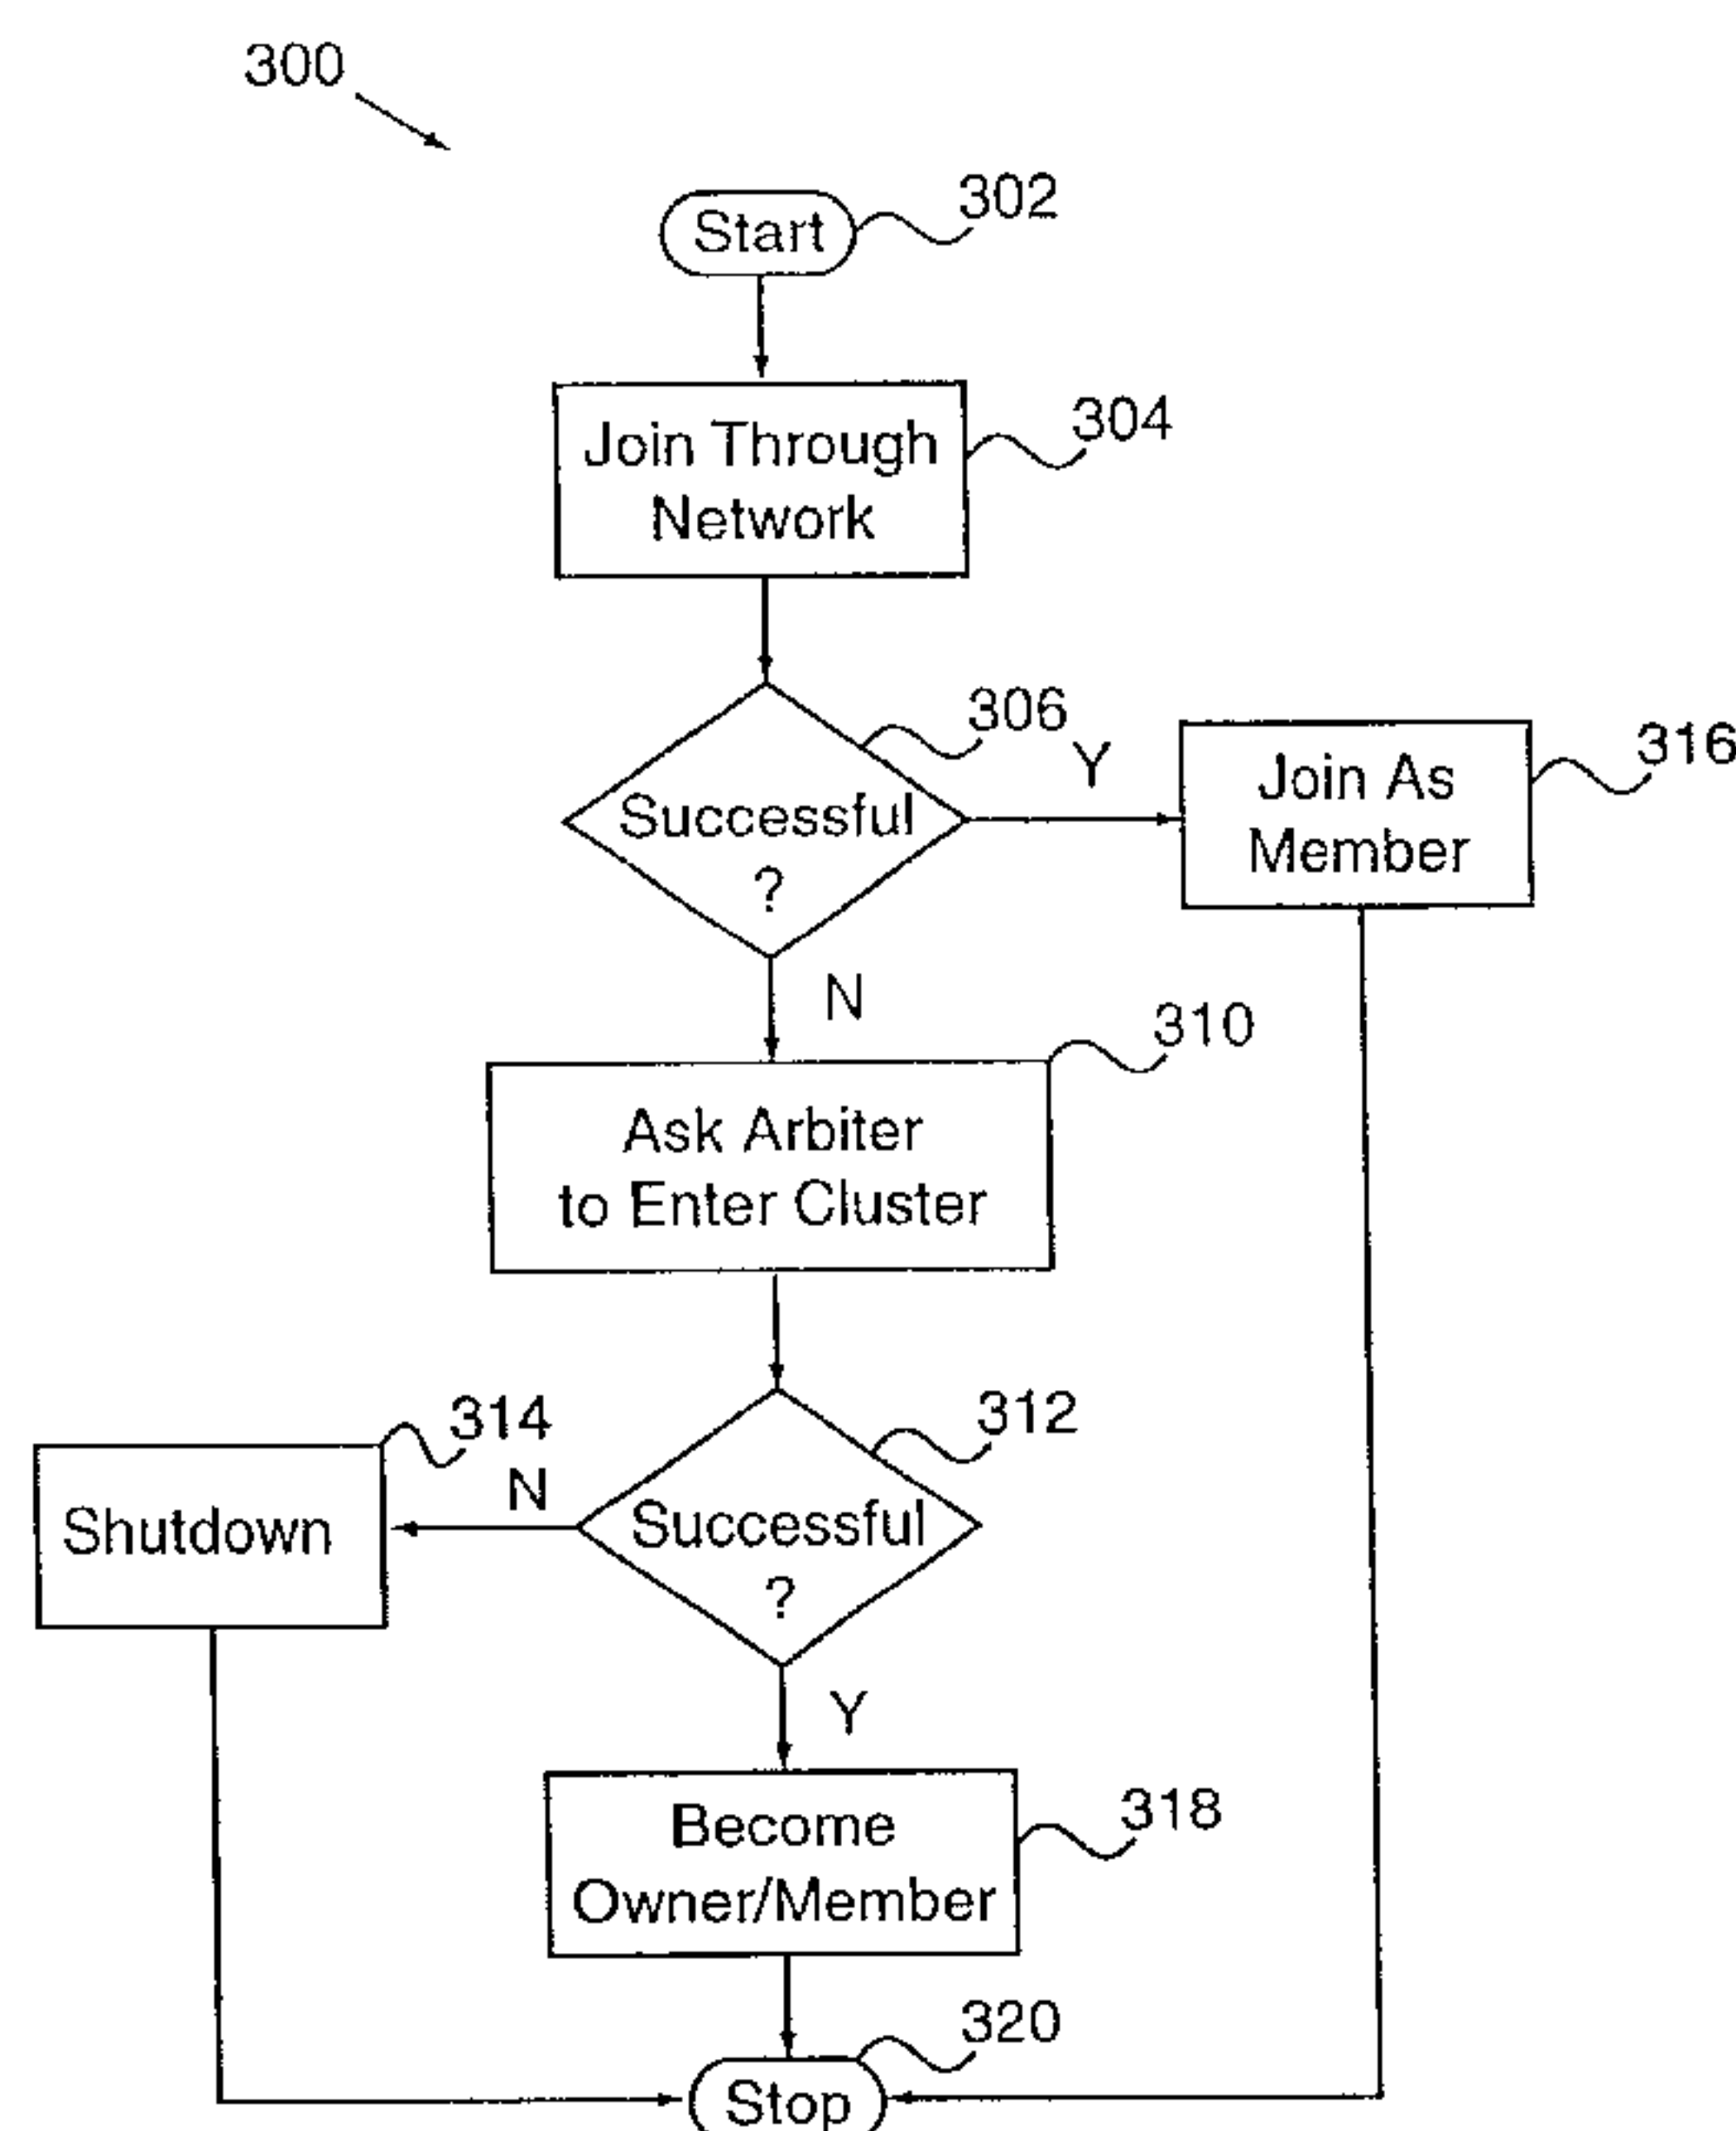 300
302
Start
304
Join Through
Network
306
Y
316
Join As
Member
Successful
?
N
310
Ask Arbiter
to Enter Cluster
314
312
N
Shutdown
Successful
?
Y
318
Become
Owner/Member
320
Stop